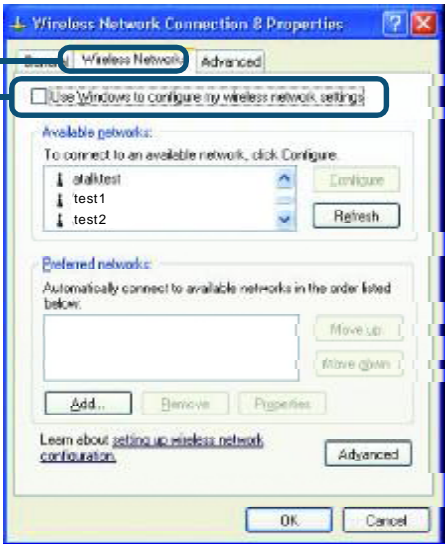 Wireless Network Connection 8 Properties
General Wireless Networks Advanced
Use Windows to configure my wireless network settings
Available networks:
To connect to an available network, click Configure.
atalktest
test1
test2
Configure
Refresh
Preferred networks:
Automatically connect to available networks in the order listed
below:
Move up
Move down
Add... Remove Properties
Learn about setting up wireless network
configuration.
Advanced
OK Cancel